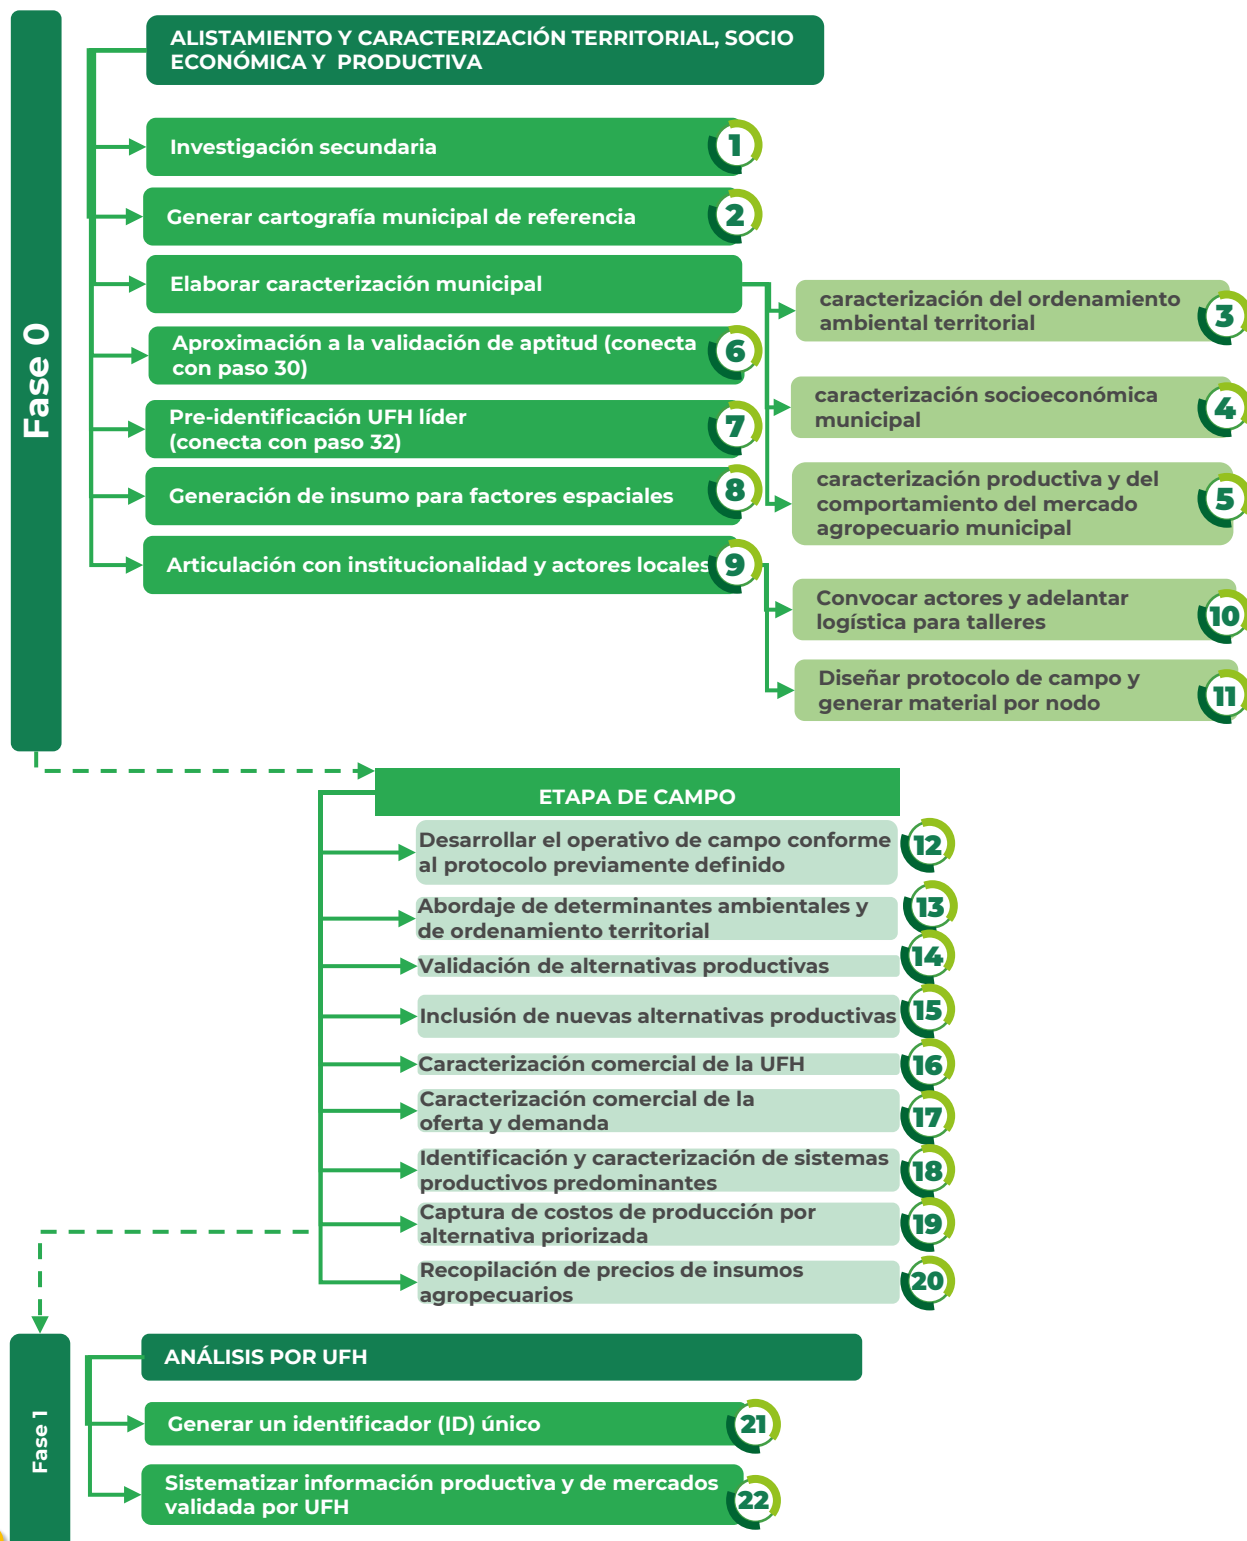 Fase 0
ALISTAMIENTO Y CARACTERIZACIÓN TERRITORIAL, SOCIO
ECONÓMICA Y PRODUCTIVA
Investigación secundaria
1
Generar cartografía municipal de referencia
2
Elaborar caracterización municipal
caracterización del ordenamiento
ambiental territorial
3
caracterización socioeconómica
municipal
4
caracterización productiva y del
comportamiento del mercado
agropecuario municipal
5
Aproximación a la validación de aptitud (conecta
con paso 30)
6
Pre-identificación UFH líder
(conecta con paso 32)
7
Generación de insumo para factores espaciales
8
Articulación con institucionalidad y actores locales
9
Convocar actores y adelantar
logística para talleres
10
Diseñar protocolo de campo y
generar material por nodo
11
ETAPA DE CAMPO
Desarrollar el operativo de campo conforme
al protocolo previamente definido
12
Abordaje de determinantes ambientales y
de ordenamiento territorial
13
Validación de alternativas productivas
14
Inclusión de nuevas alternativas productivas
15
Caracterización comercial de la UFH
16
Caracterización comercial de la
oferta y demanda
17
Identificación y caracterización de sistemas
productivos predominantes
18
Captura de costos de producción por
alternativa priorizada
19
Recopilación de precios de insumos
agropecuarios
20
Fase 1
ANÁLISIS POR UFH
Generar un identificador (ID) único
21
Sistematizar información productiva y de mercados
validada por UFH
22